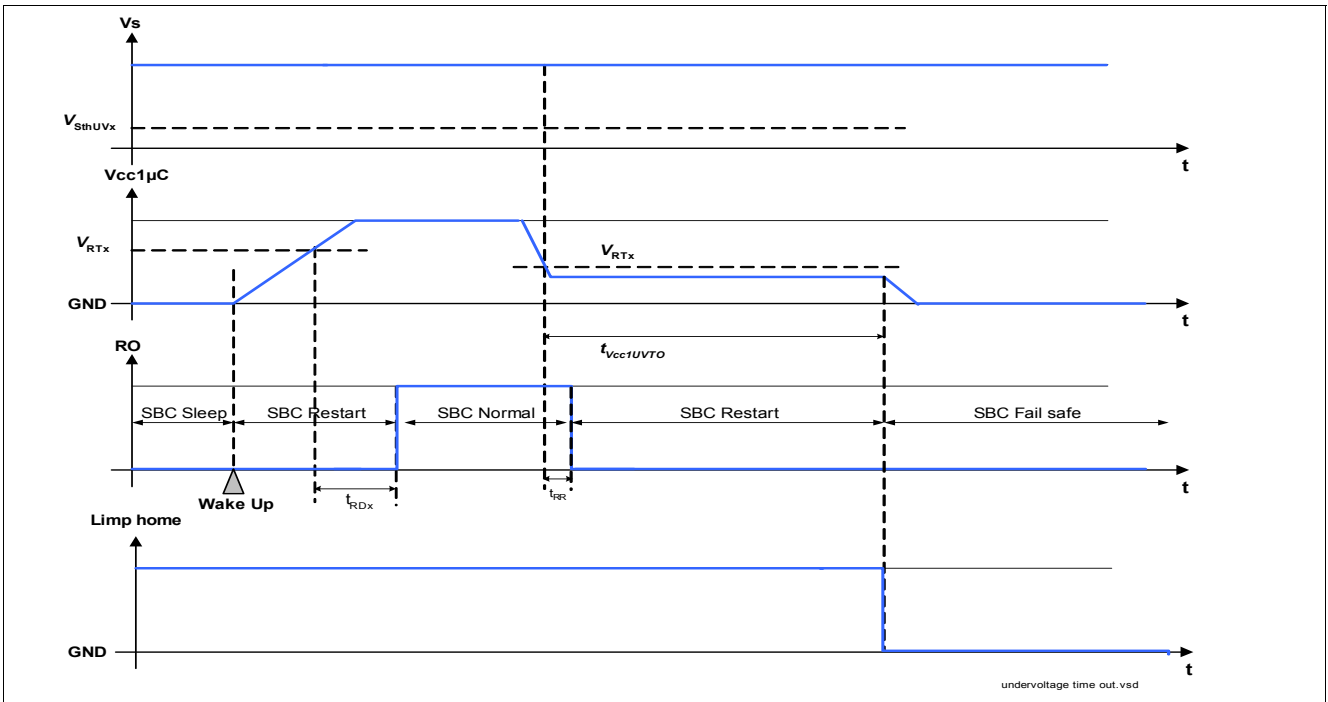 Vs
VSthUVx
t
Vcc1µC
VRTx
VRTx
GND
t
tVcc1UVTO
RO
SBC Sleep
SBC Restart
SBC Normal
SBC Restart
SBC Fail safe
t
Wake Up
tRDx
tRR
Limp home
GND
t
undervoltage time out.vsd